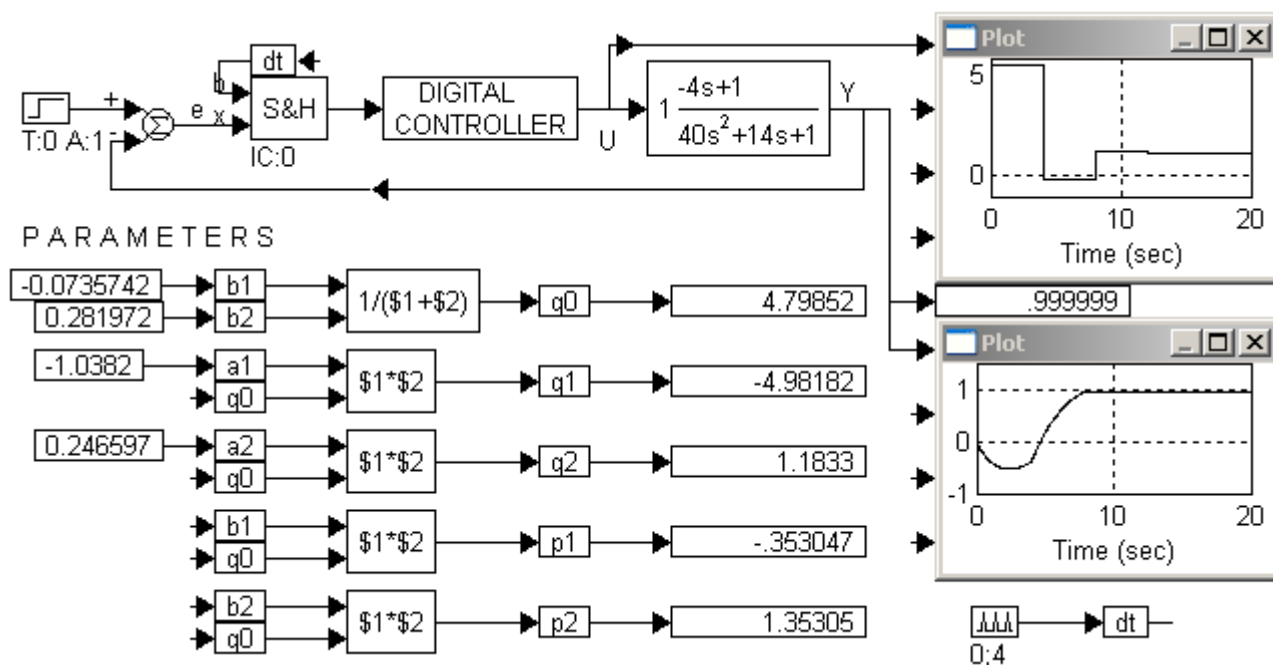 dt
Plot
b
5
DIGITAL
CONTROLLER
-4s+1
1
40s²+14s+1
Y
+
e
x
S&H
Σ
-
U
T:0 A:1
IC:0
0
0 10 20
Time (sec)
PARAMETERS
-0.0735742 b1 1/($1+$2) q0 4.79852 .999999
0.281972 b2
Plot
-1.0382 a1 $1*$2 q1 -4.98182
q0
1
0
-1
0 10 20
Time (sec)
0.246597 a2 $1*$2 q2 1.1833
q0
b1 $1*$2 p1 -.353047
q0
b2 $1*$2 p2 1.35305
q0
dt
0;4